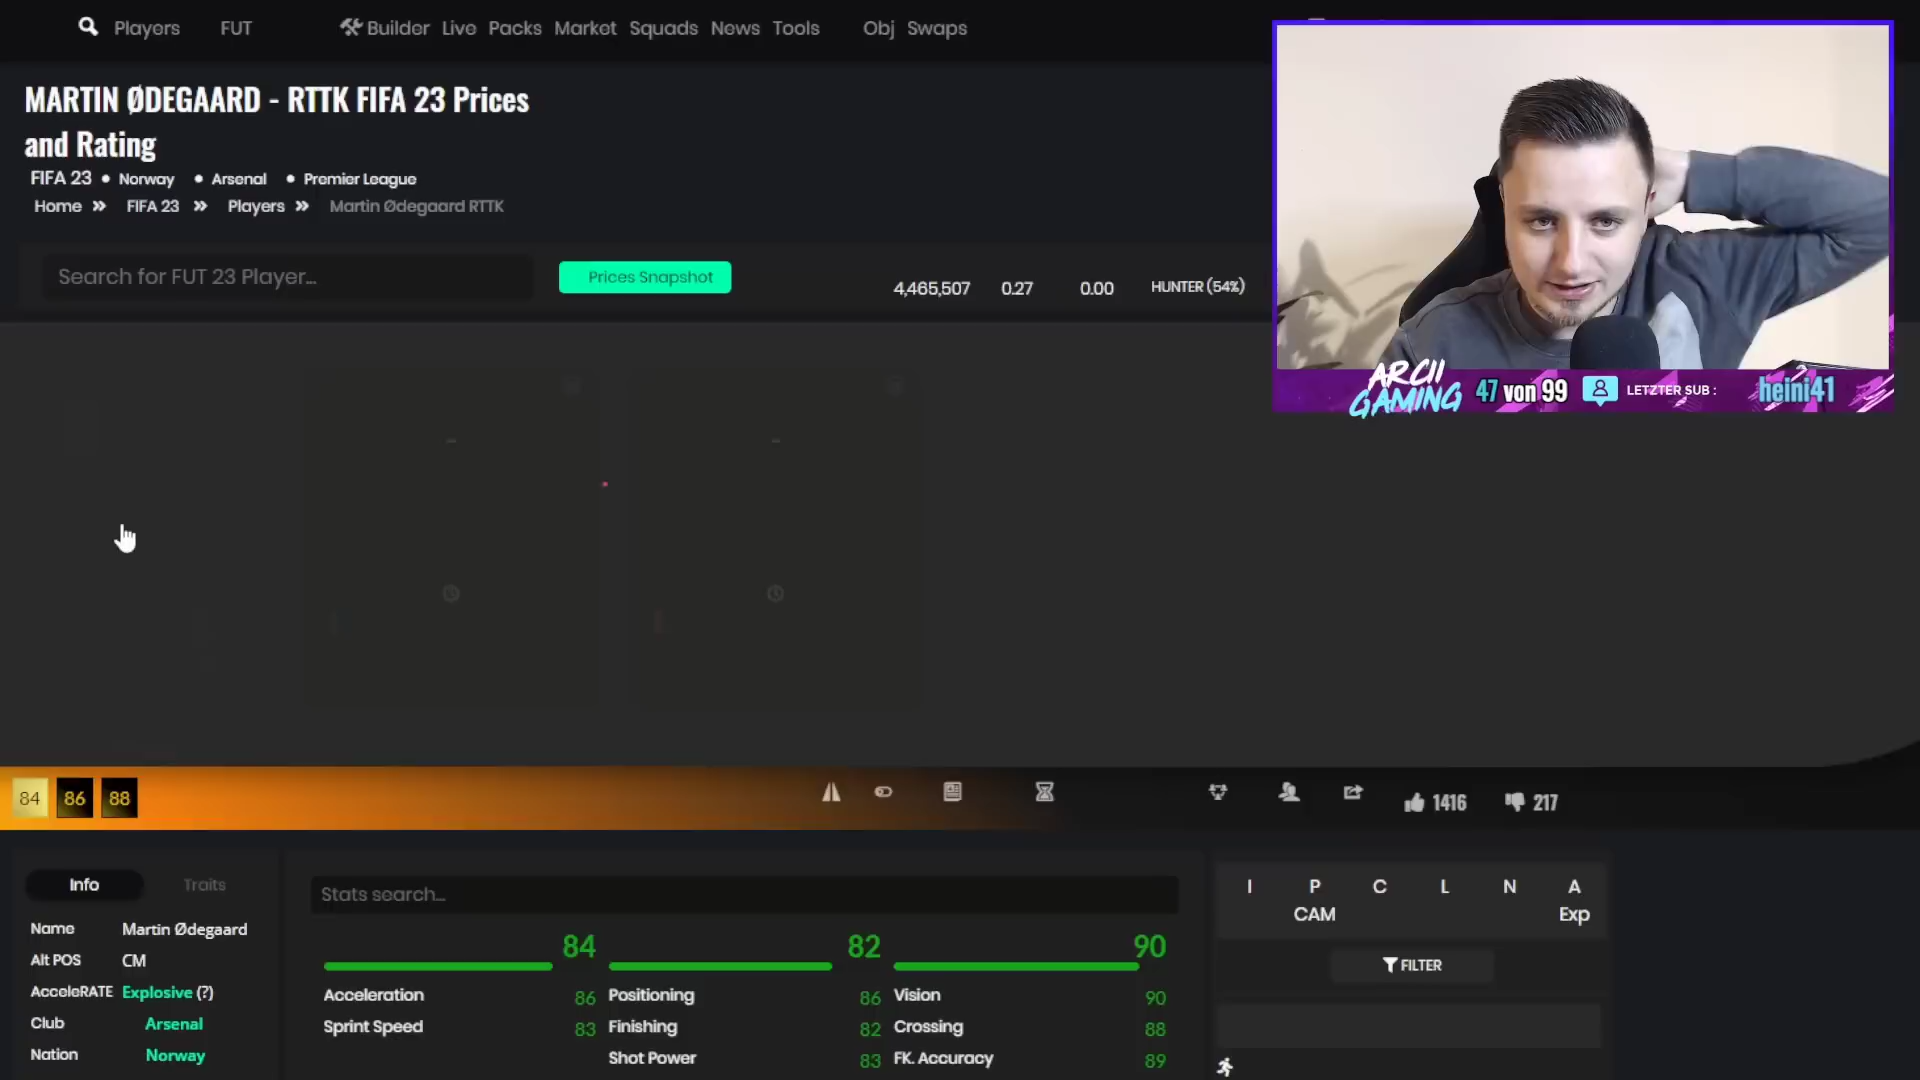 Players FUT Builder Live Packs Market Squads News Tools Obj Swaps
MARTIN ØDEGAARD - RTTK FIFA 23 Prices
and Rating
FIFA 23 • Norway • Arsenal • Premier League
Home » FIFA 23 » Players » Martin Ødegaard RTTK
Search for FUT 23 Player...
Prices Snapshot
4,465,507 0.27 0.00 HUNTER (54%)
ARCII
GAMING
47 von 99
LETZTER SUB :
heini41
84 86 88
1416 217
Info Traits
Name Martin Ødegaard
Alt POS CM
AcceleRATE Explosive (?)
Club Arsenal
Nation Norway
Stats search...
84
Acceleration 86
Sprint Speed 83
82
Positioning 86
Finishing 82
Shot Power 83
90
Vision 90
Crossing 88
FK. Accuracy 89
I P C L N A
CAM Exp
FILTER